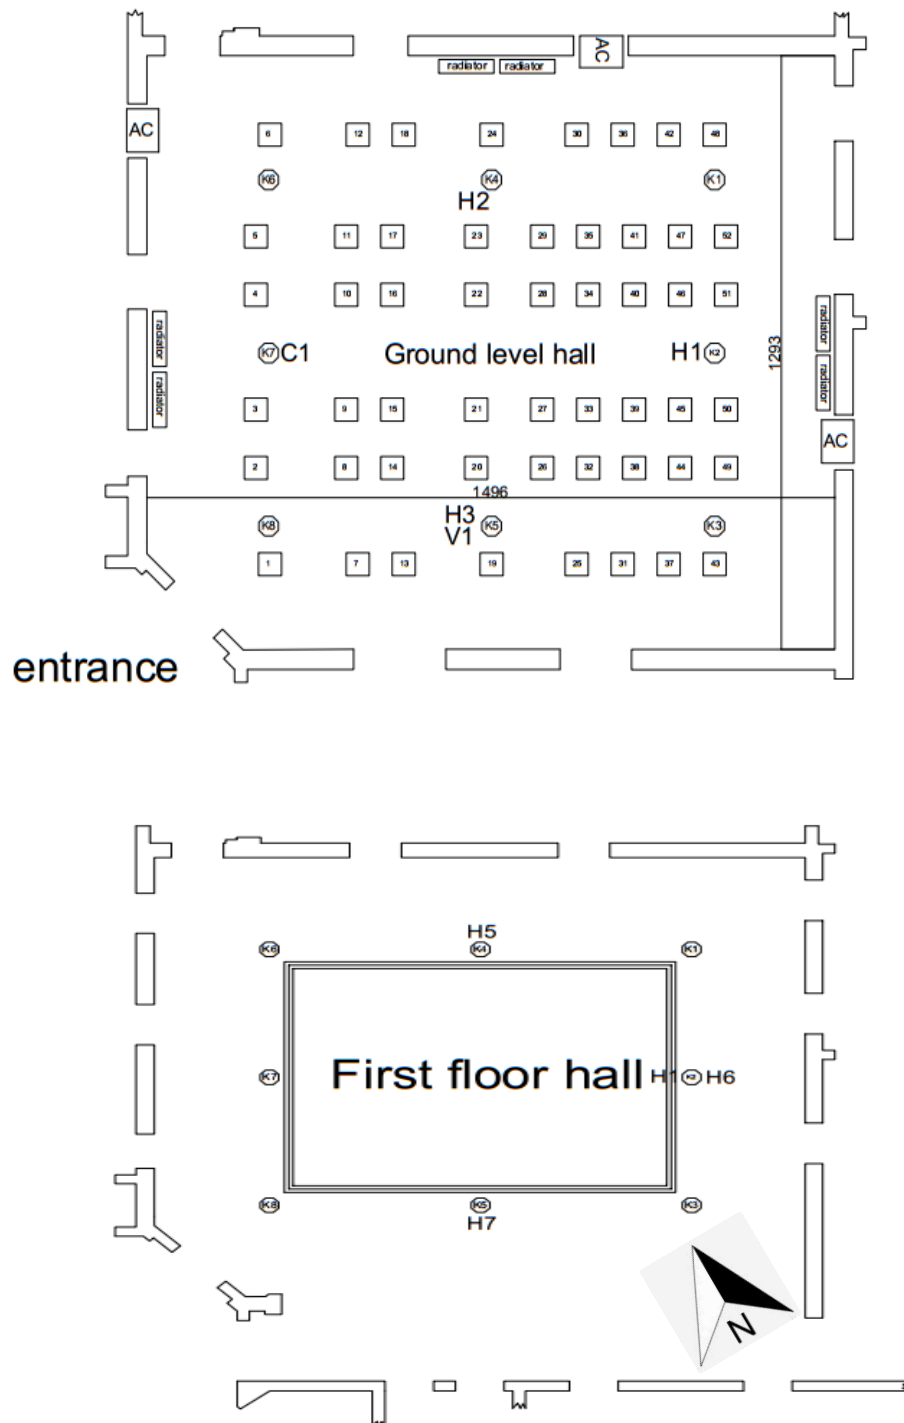 AC
radiator radiator
AC
6 12 18 24 30 36 42 48
K6 K4 K1
H2
5 11 17 23 29 35 41 47 52
4 10 16 22 28 34 40 46 51
radiator
radiator
K7 C1 Ground level hall H1 K2
1293
radiator
radiator
3 9 15 21 27 33 39 45 50
AC
2 8 14 20 26 32 38 44 49
1496
H3
K8 K5 K3
V1
1 7 13 19 25 31 37 43
entrance
H5
K6 K4 K1
K7 First floor hall H1 K2 H6
K8 K5 K3
H7
N